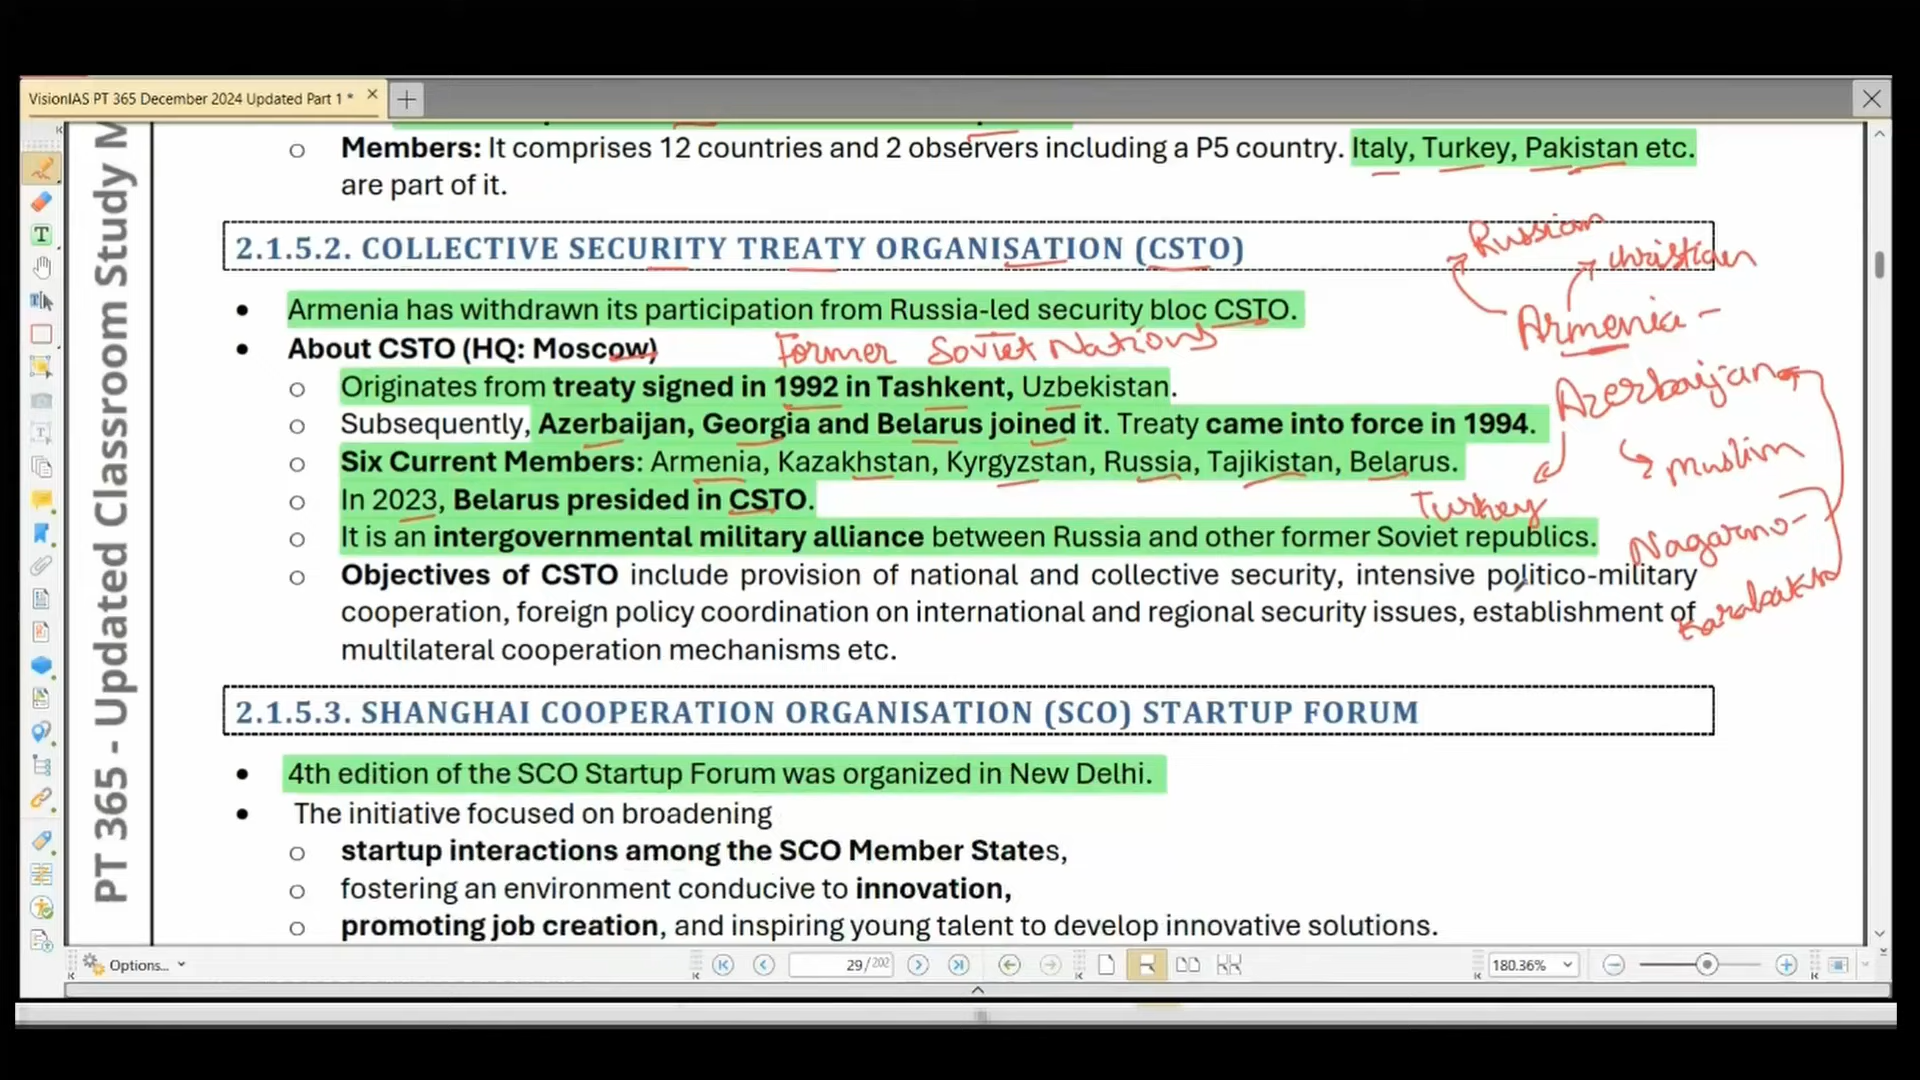 VisionIAS PT 365 December 2024 Updated Part 1 *
PT 365 - Updated Classroom Study M
Members: It comprises 12 countries and 2 observers including a P5 country. Italy, Turkey, Pakistan etc.
are part of it.
2.1.5.2. COLLECTIVE SECURITY TREATY ORGANISATION (CSTO)
Russian
christian
Armenia -
Armenia has withdrawn its participation from Russia-led security bloc CSTO.
About CSTO (HQ: Moscow)
Former Soviet Nations
Originates from treaty signed in 1992 in Tashkent, Uzbekistan.
Azerbaijan
Subsequently, Azerbaijan, Georgia and Belarus joined it. Treaty came into force in 1994.
Muslim
Six Current Members: Armenia, Kazakhstan, Kyrgyzstan, Russia, Tajikistan, Belarus.
In 2023, Belarus presided in CSTO.
Turkey
It is an intergovernmental military alliance between Russia and other former Soviet republics.
Nagarno-
Karabakh
Objectives of CSTO include provision of national and collective security, intensive politico-military
cooperation, foreign policy coordination on international and regional security issues, establishment of
multilateral cooperation mechanisms etc.
2.1.5.3. SHANGHAI COOPERATION ORGANISATION (SCO) STARTUP FORUM
4th edition of the SCO Startup Forum was organized in New Delhi.
The initiative focused on broadening
startup interactions among the SCO Member States,
fostering an environment conducive to innovation,
promoting job creation, and inspiring young talent to develop innovative solutions.
Options...
29 / 202
180.36%